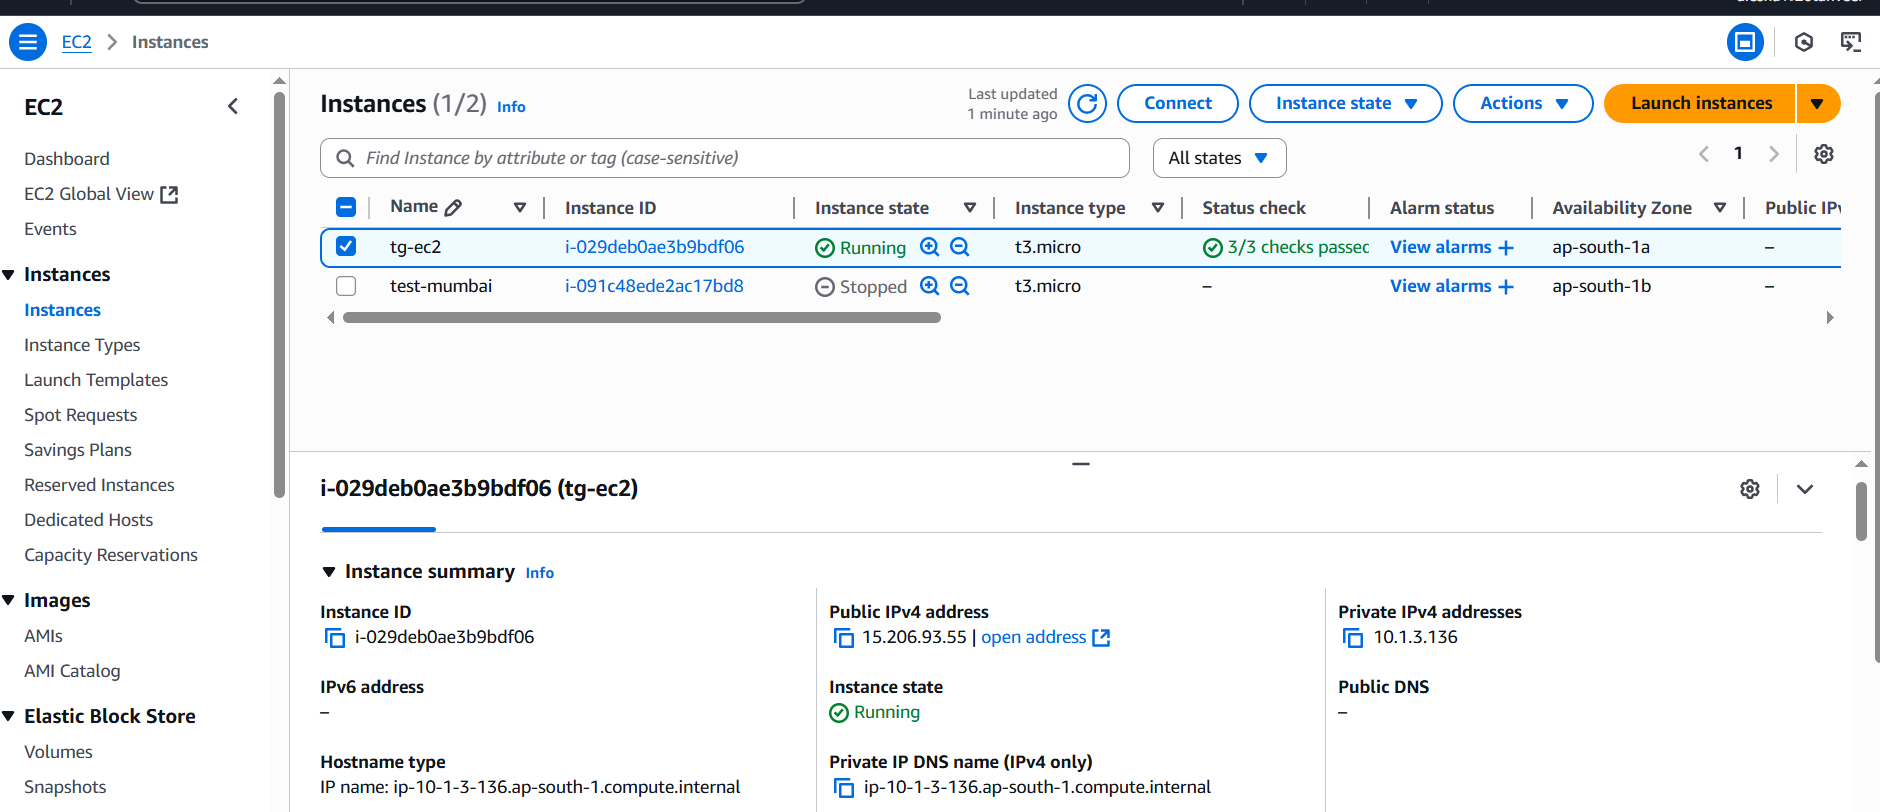 EC2 > Instances
EC2
Dashboard
EC2 Global View
Events
Instances
Instances
Instance Types
Launch Templates
Spot Requests
Savings Plans
Reserved Instances
Dedicated Hosts
Capacity Reservations
Images
AMIs
AMI Catalog
Elastic Block Store
Volumes
Snapshots
Instances (1/2) Info
Last updated
1 minute ago
Connect
Instance state
Actions
Launch instances
Find Instance by attribute or tag (case-sensitive)
All states
1
Name Instance ID Instance state Instance type Status check Alarm status Availability Zone Public IPv
tg-ec2 i-029deb0ae3b9bdf06 Running t3.micro 3/3 checks passec View alarms + ap-south-1a –
test-mumbai i-091c48ede2ac17bd8 Stopped t3.micro – View alarms + ap-south-1b –
i-029deb0ae3b9bdf06 (tg-ec2)
Instance summary Info
Instance ID
i-029deb0ae3b9bdf06
Public IPv4 address
15.206.93.55 | open address
Private IPv4 addresses
10.1.3.136
IPv6 address
–
Instance state
Running
Public DNS
–
Hostname type
IP name: ip-10-1-3-136.ap-south-1.compute.internal
Private IP DNS name (IPv4 only)
ip-10-1-3-136.ap-south-1.compute.internal